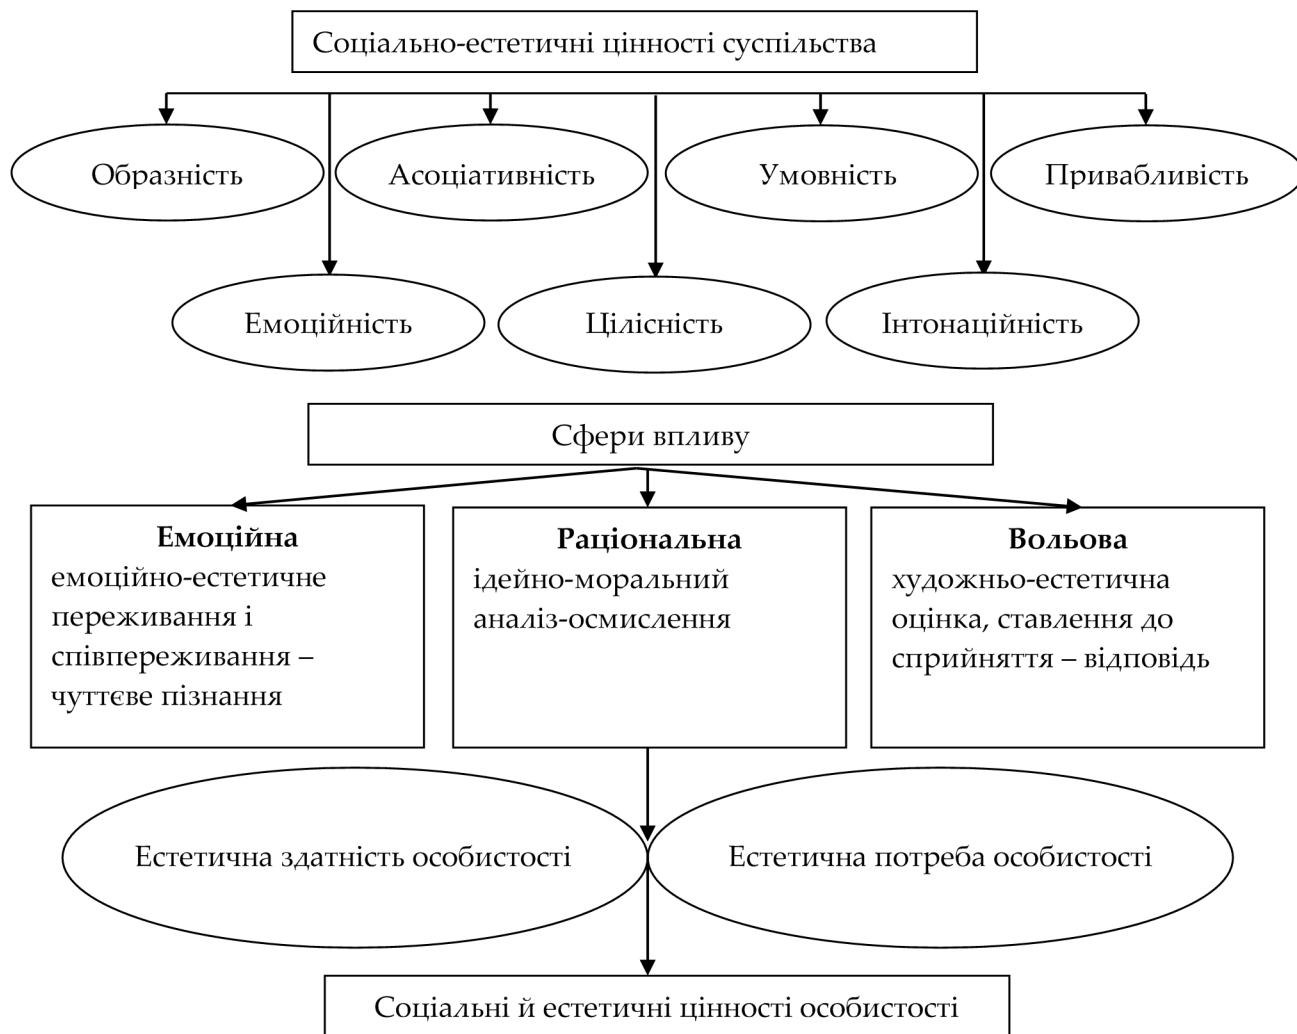 Соціально-естетичні цінності суспільства
Образність
Асоціативність
Умовність
Привабливість
Емоційність
Цілісність
Інтонаційність
Сфери впливу
Емоційна
емоційно-естетичне
переживання і
співпереживання –
чуттєве пізнання
Раціональна
ідейно-моральний
аналіз-осмислення
Вольова
художньо-естетична
оцінка, ставлення до
сприйняття – відповідь
Естетична здатність особистості
Естетична потреба особистості
Соціальні й естетичні цінності особистості